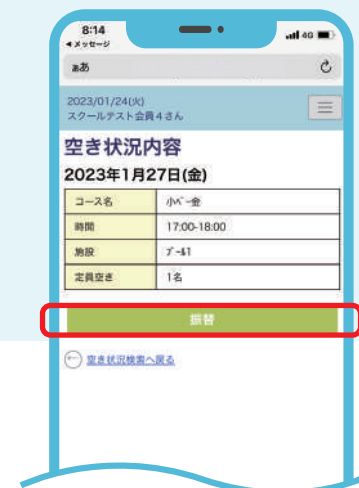 8:14
◀メッセージ
4G
ぁあ
2023/01/24(火)
スクールテスト会員4さん
空き状況内容
2023年1月27日(金)
コース名 小ﾍﾞｰ金
時間 17:00-18:00
施設 ﾌﾟｰﾙ1
定員空き 1名
振替
空き状況検索へ戻る